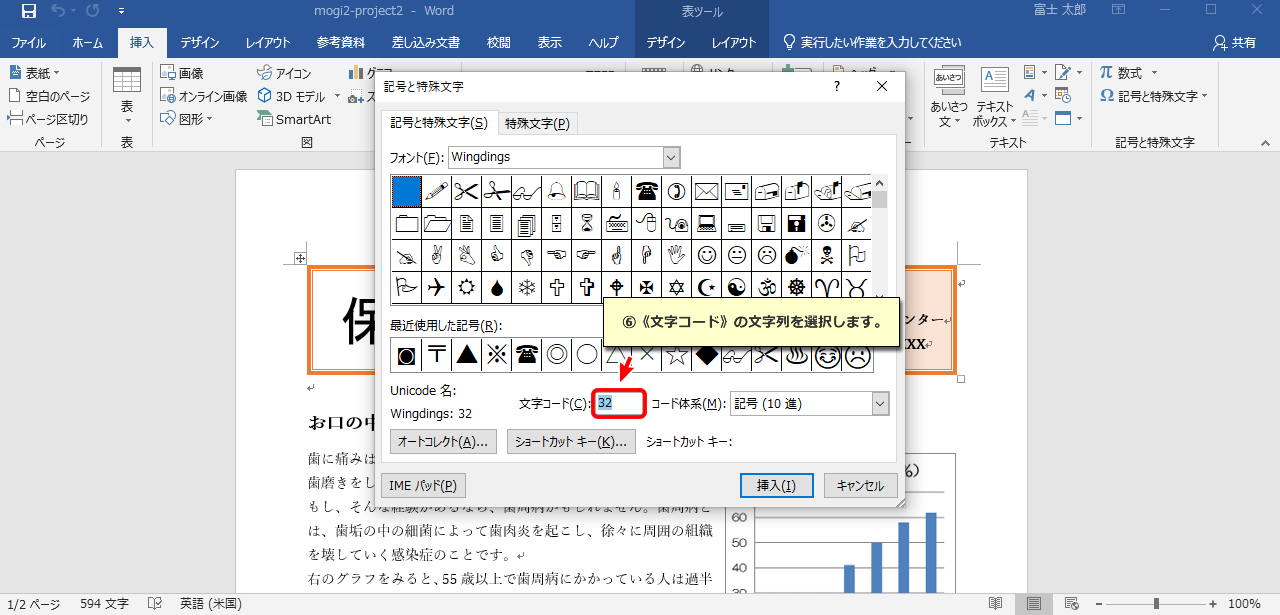 mogi2-project2 - Word
表ツール
富士 太郎
ファイル ホーム 挿入 デザイン レイアウト 参考資料 差し込み文書 校閲 表示 ヘルプ デザイン レイアウト 実行したい作業を入力してください 共有
表紙
空白のページ
ページ区切り
ページ
表
表
画像
オンライン画像
図形
アイコン
3D モデル
SmartArt
図
あいさつ
あいさつ
文
テキスト
ボックス
テキスト
数式
記号と特殊文字
記号と特殊文字
記号と特殊文字
?
記号と特殊文字(S) 特殊文字(P)
フォント(F): Wingdings
最近使用した記号(R):
⑥《文字コード》の文字列を選択します。
Unicode 名:
Wingdings: 32
文字コード(C): 32 コード体系(M): 記号 (10 進)
オートコレクト(A)... ショートカット キー(K)... ショートカット キー:
IME パッド(P) 挿入(I) キャンセル
保
ンター
XX
お口の中
歯に痛みは
歯磨きをし
もし、そんな経験があるなら、歯周病かもしれません。歯周病と
は、歯垢の中の細菌によって歯肉炎を起こし、徐々に周囲の組織
を壊していく感染症のことです。
右のグラフをみると、55 歳以上で歯周病にかかっている人は過半
%)
60
50
40
30
1/2 ページ 594 文字 英語 (米国) 100%